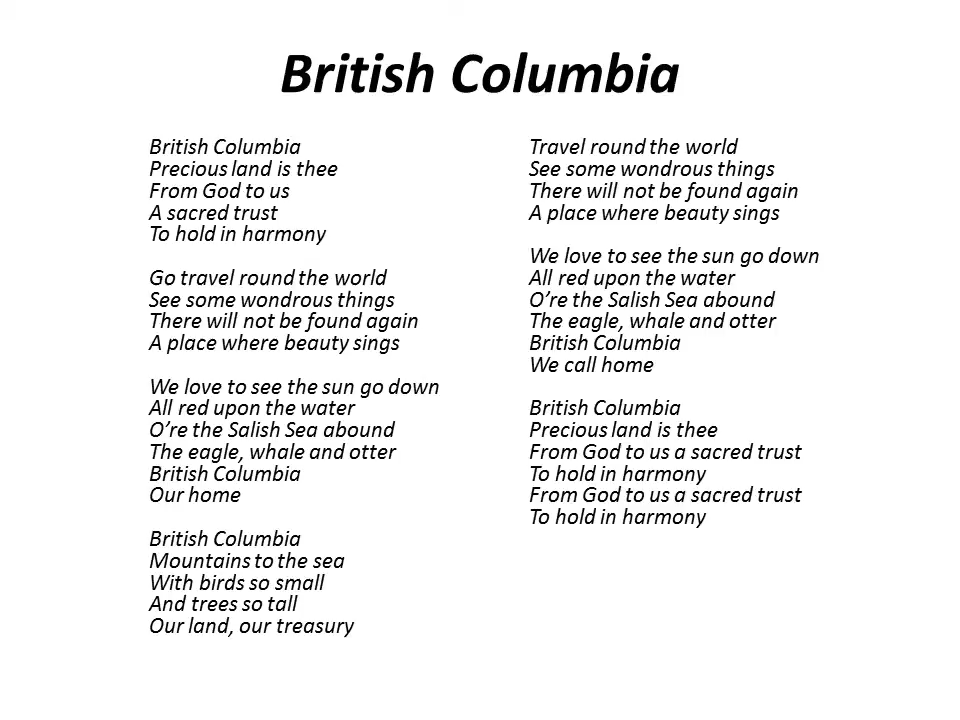 British Columbia
British Columbia
Precious land is thee
From God to us
A sacred trust
To hold in harmony
Go travel round the world
See some wondrous things
There will not be found again
A place where beauty sings
We love to see the sun go down
All red upon the water
O’re the Salish Sea abound
The eagle, whale and otter
British Columbia
Our home
British Columbia
Mountains to the sea
With birds so small
And trees so tall
Our land, our treasury
Travel round the world
See some wondrous things
There will not be found again
A place where beauty sings
We love to see the sun go down
All red upon the water
O’re the Salish Sea abound
The eagle, whale and otter
British Columbia
We call home
British Columbia
Precious land is thee
From God to us a sacred trust
To hold in harmony
From God to us a sacred trust
To hold in harmony